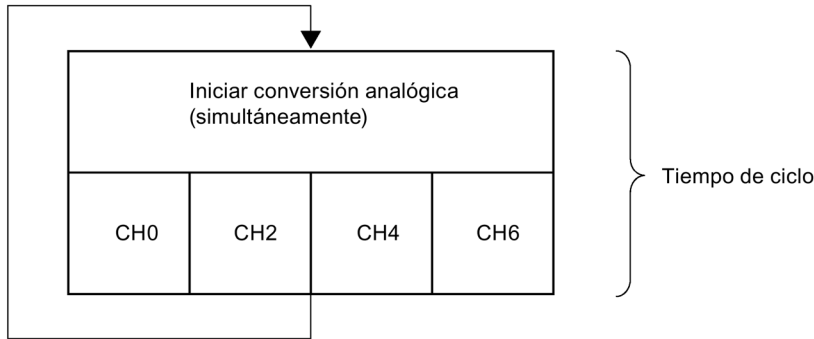 Iniciar conversión analógica
(simultáneamente)
Tiempo de ciclo
CH0 CH2 CH4 CH6